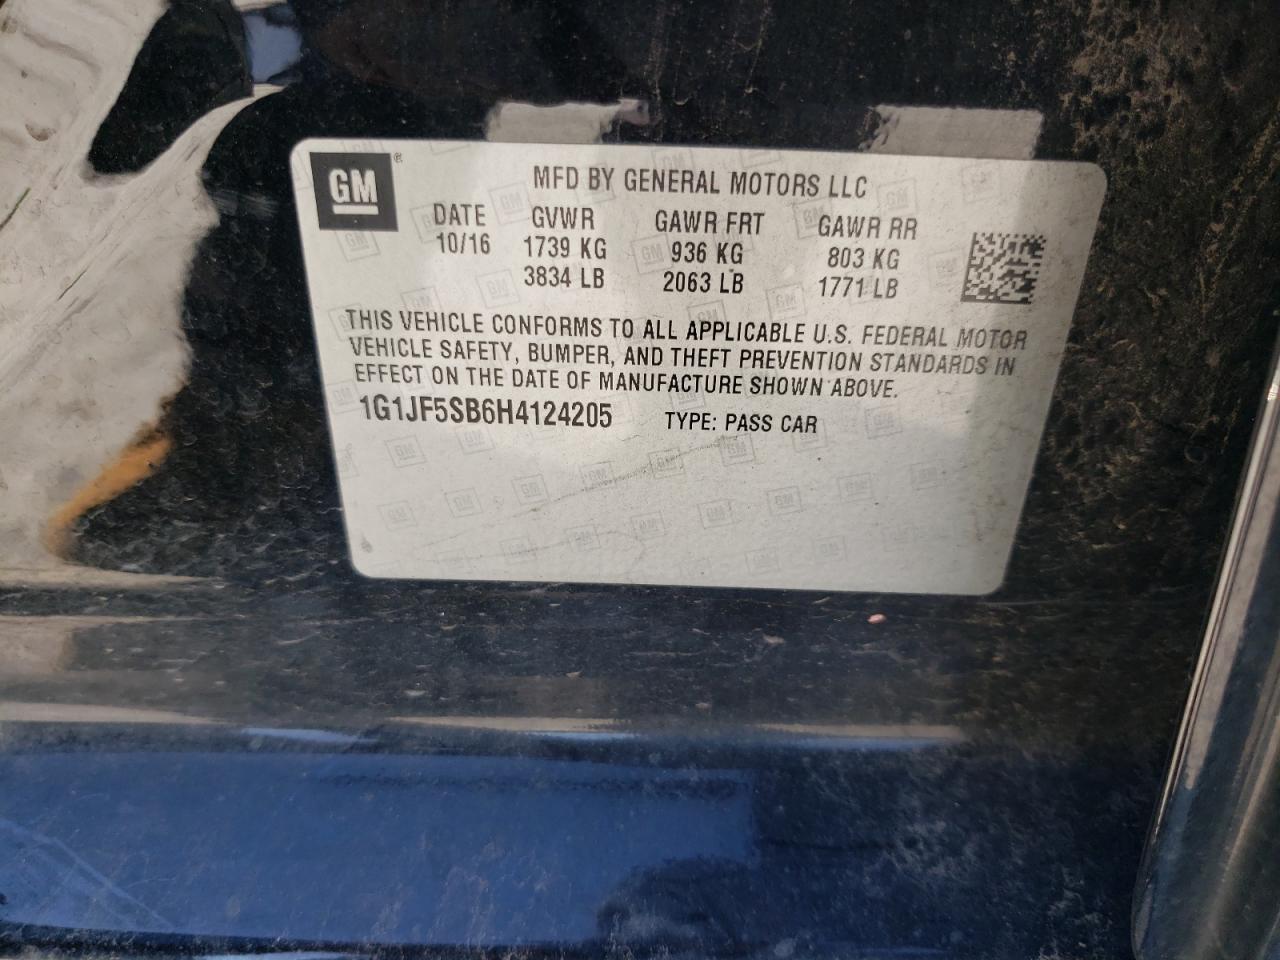 GM®
MFD BY GENERAL MOTORS LLC
DATE GVWR GAWR FRT GAWR RR
10/16 1739 KG 936 KG 803 KG
3834 LB 2063 LB 1771 LB
THIS VEHICLE CONFORMS TO ALL APPLICABLE U.S. FEDERAL MOTOR
VEHICLE SAFETY, BUMPER, AND THEFT PREVENTION STANDARDS IN
EFFECT ON THE DATE OF MANUFACTURE SHOWN ABOVE.
1G1JF5SB6H4124205 TYPE: PASS CAR